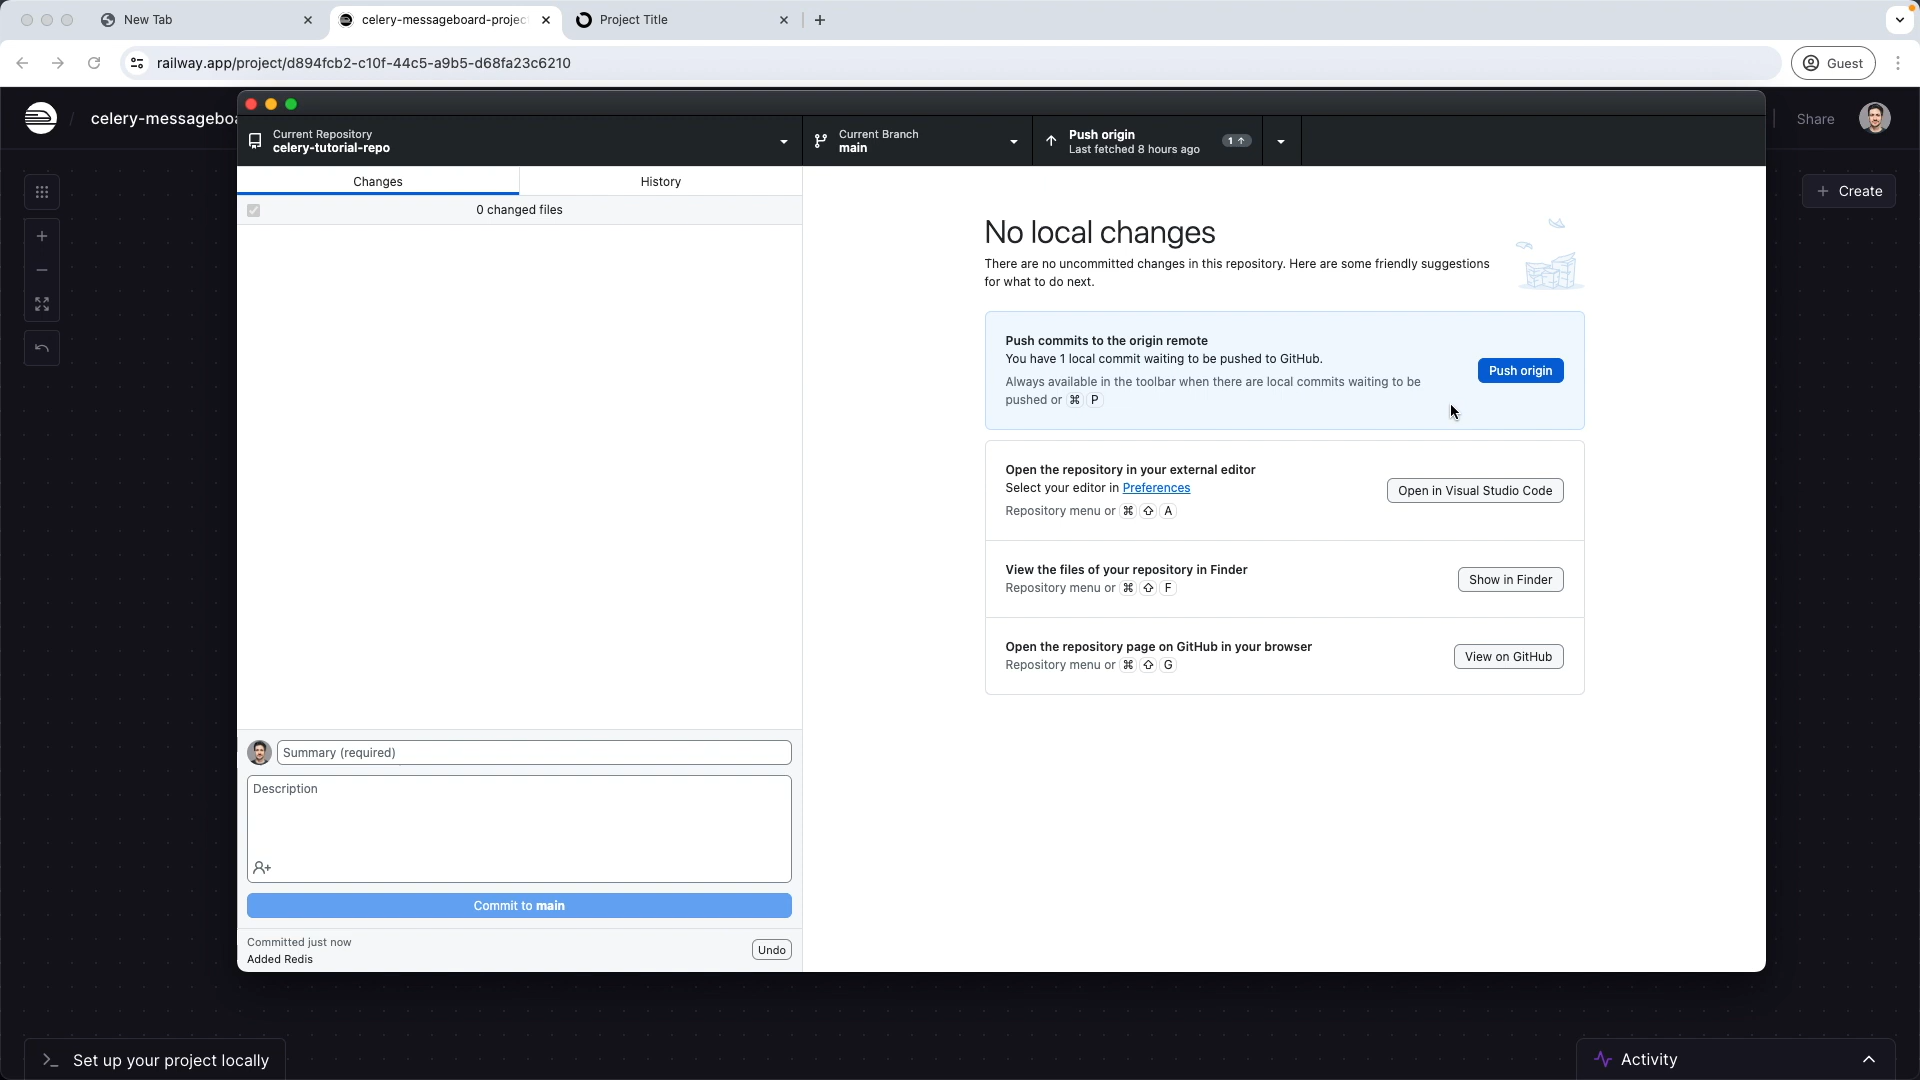 New Tab
celery-messageboard-projec
Project Title
railway.app/project/d894fcb2-c10f-44c5-a9b5-d68fa23c6210
Guest
/ celery-messageboa
Share
Current Repository
celery-tutorial-repo
Current Branch
main
Push origin
Last fetched 8 hours ago
1
Changes
History
Create
0 changed files
No local changes
There are no uncommitted changes in this repository. Here are some friendly suggestions
for what to do next.
Push commits to the origin remote
You have 1 local commit waiting to be pushed to GitHub.
Always available in the toolbar when there are local commits waiting to be
pushed or ⌘ P
Push origin
Open the repository in your external editor
Select your editor in Preferences
Repository menu or ⌘ ⇧ A
Open in Visual Studio Code
View the files of your repository in Finder
Repository menu or ⌘ ⇧ F
Show in Finder
Open the repository page on GitHub in your browser
Repository menu or ⌘ ⇧ G
View on GitHub
Summary (required)
Description
Commit to main
Committed just now
Added Redis
Undo
Set up your project locally
Activity